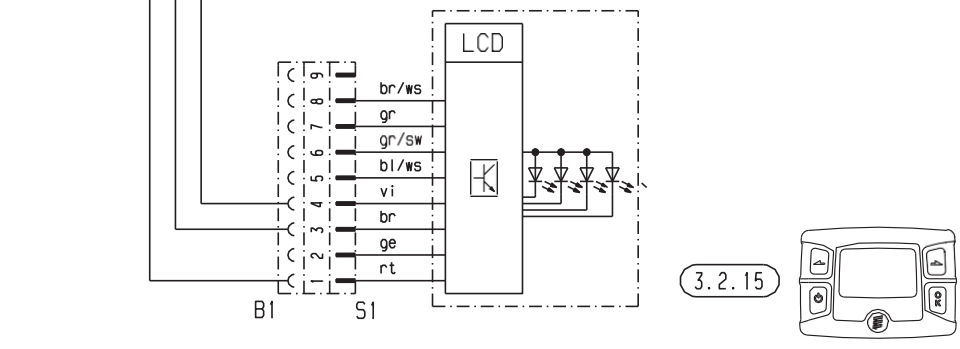 LCD
9
8 br/ws
7 gr
6 gr/sw
5 bl/ws
4 vi
3 br
2 ge
1 rt
B1 S1
3.2.15
OK